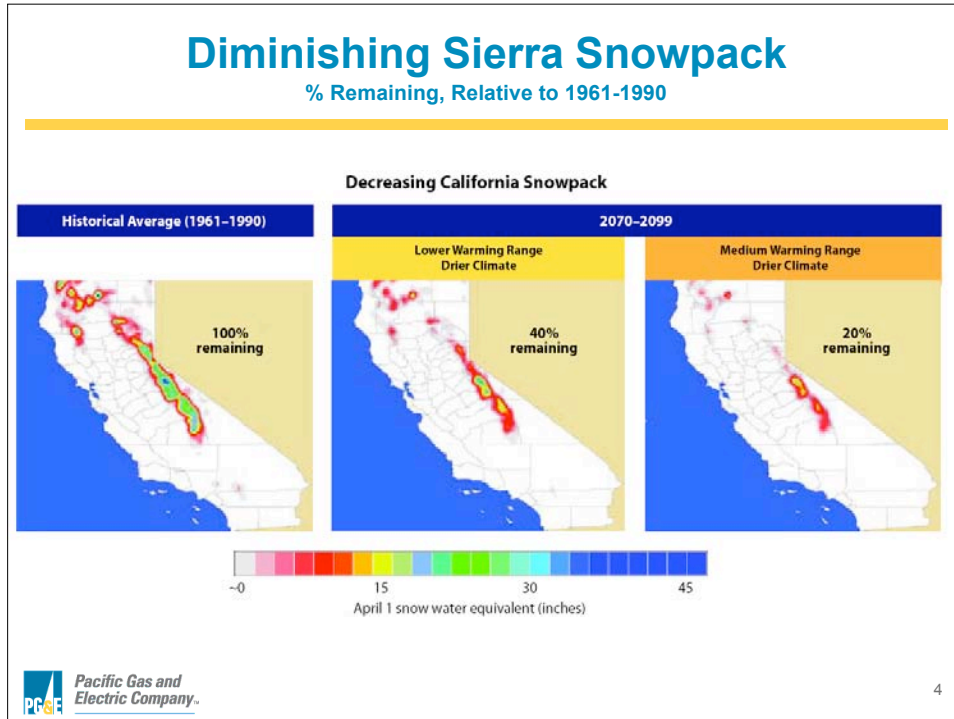 Diminishing Sierra Snowpack
% Remaining, Relative to 1961-1990
Decreasing California Snowpack
Historical Average (1961–1990)
2070–2099
Lower Warming Range
Drier Climate
Medium Warming Range
Drier Climate
100%
remaining
40%
remaining
20%
remaining
~0
15
30
45
April 1 snow water equivalent (inches)
PG&E
Pacific Gas and
Electric Company™
4